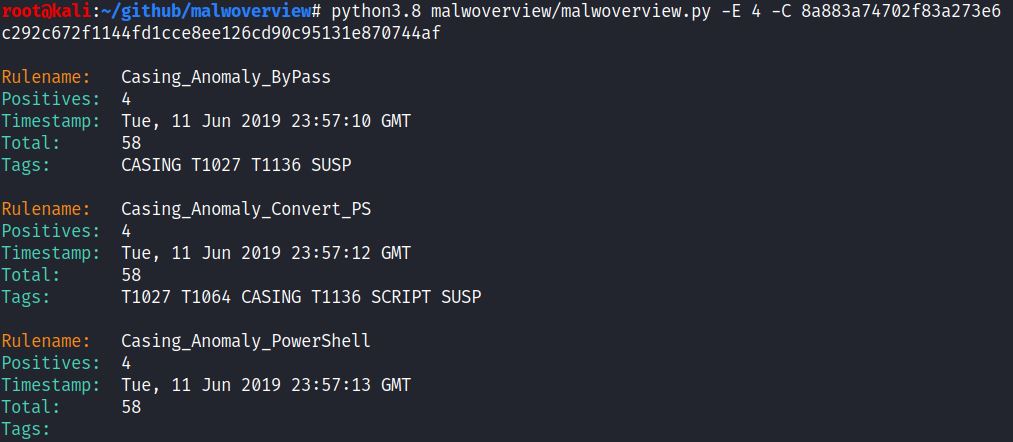 root@kali:~/github/malwoverview# python3.8 malwoverview/malwoverview.py -E 4 -C 8a883a74702f83a273e6
c292c672f1144fd1cce8ee126cd90c95131e870744af
Rulename: Casing_Anomaly_ByPass
Positives: 4
Timestamp: Tue, 11 Jun 2019 23:57:10 GMT
Total: 58
Tags: CASING T1027 T1136 SUSP
Rulename: Casing_Anomaly_Convert_PS
Positives: 4
Timestamp: Tue, 11 Jun 2019 23:57:12 GMT
Total: 58
Tags: T1027 T1064 CASING T1136 SCRIPT SUSP
Rulename: Casing_Anomaly_PowerShell
Positives: 4
Timestamp: Tue, 11 Jun 2019 23:57:13 GMT
Total: 58
Tags: